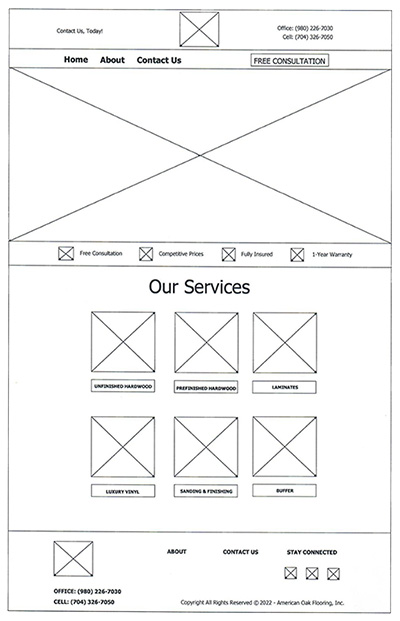 Contact Us, Today!
Office: (980) 226-7030
Cell: (704) 326-7050
Home About Contact Us FREE CONSULTATION
Free Consultation Competitive Prices Fully Insured 1-Year Warranty
Our Services
UNFINISHED HARDWOOD PREFINISHED HARDWOOD LAMINATES
LUXURY VINYL SANDING & FINISHING BUFFER
ABOUT CONTACT US STAY CONNECTED
OFFICE: (980) 226-7030
CELL: (704) 326-7050
Copyright All Rights Reserved © 2022 - American Oak Flooring, Inc.